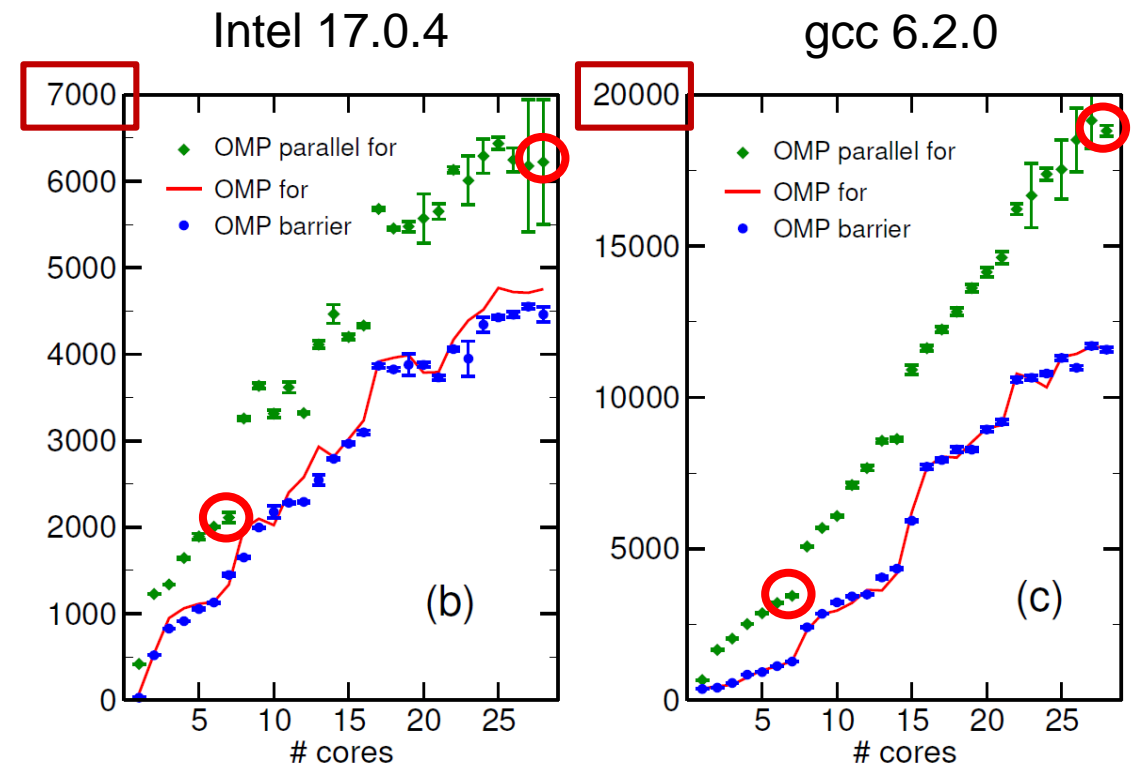 Intel 17.0.4
7000
6000
5000
4000
3000
2000
1000
0
OMP parallel for
OMP for
OMP barrier
(b)
5 10 15 20 25
# cores
gcc 6.2.0
20000
15000
10000
5000
0
OMP parallel for
OMP for
OMP barrier
(c)
5 10 15 20 25
# cores